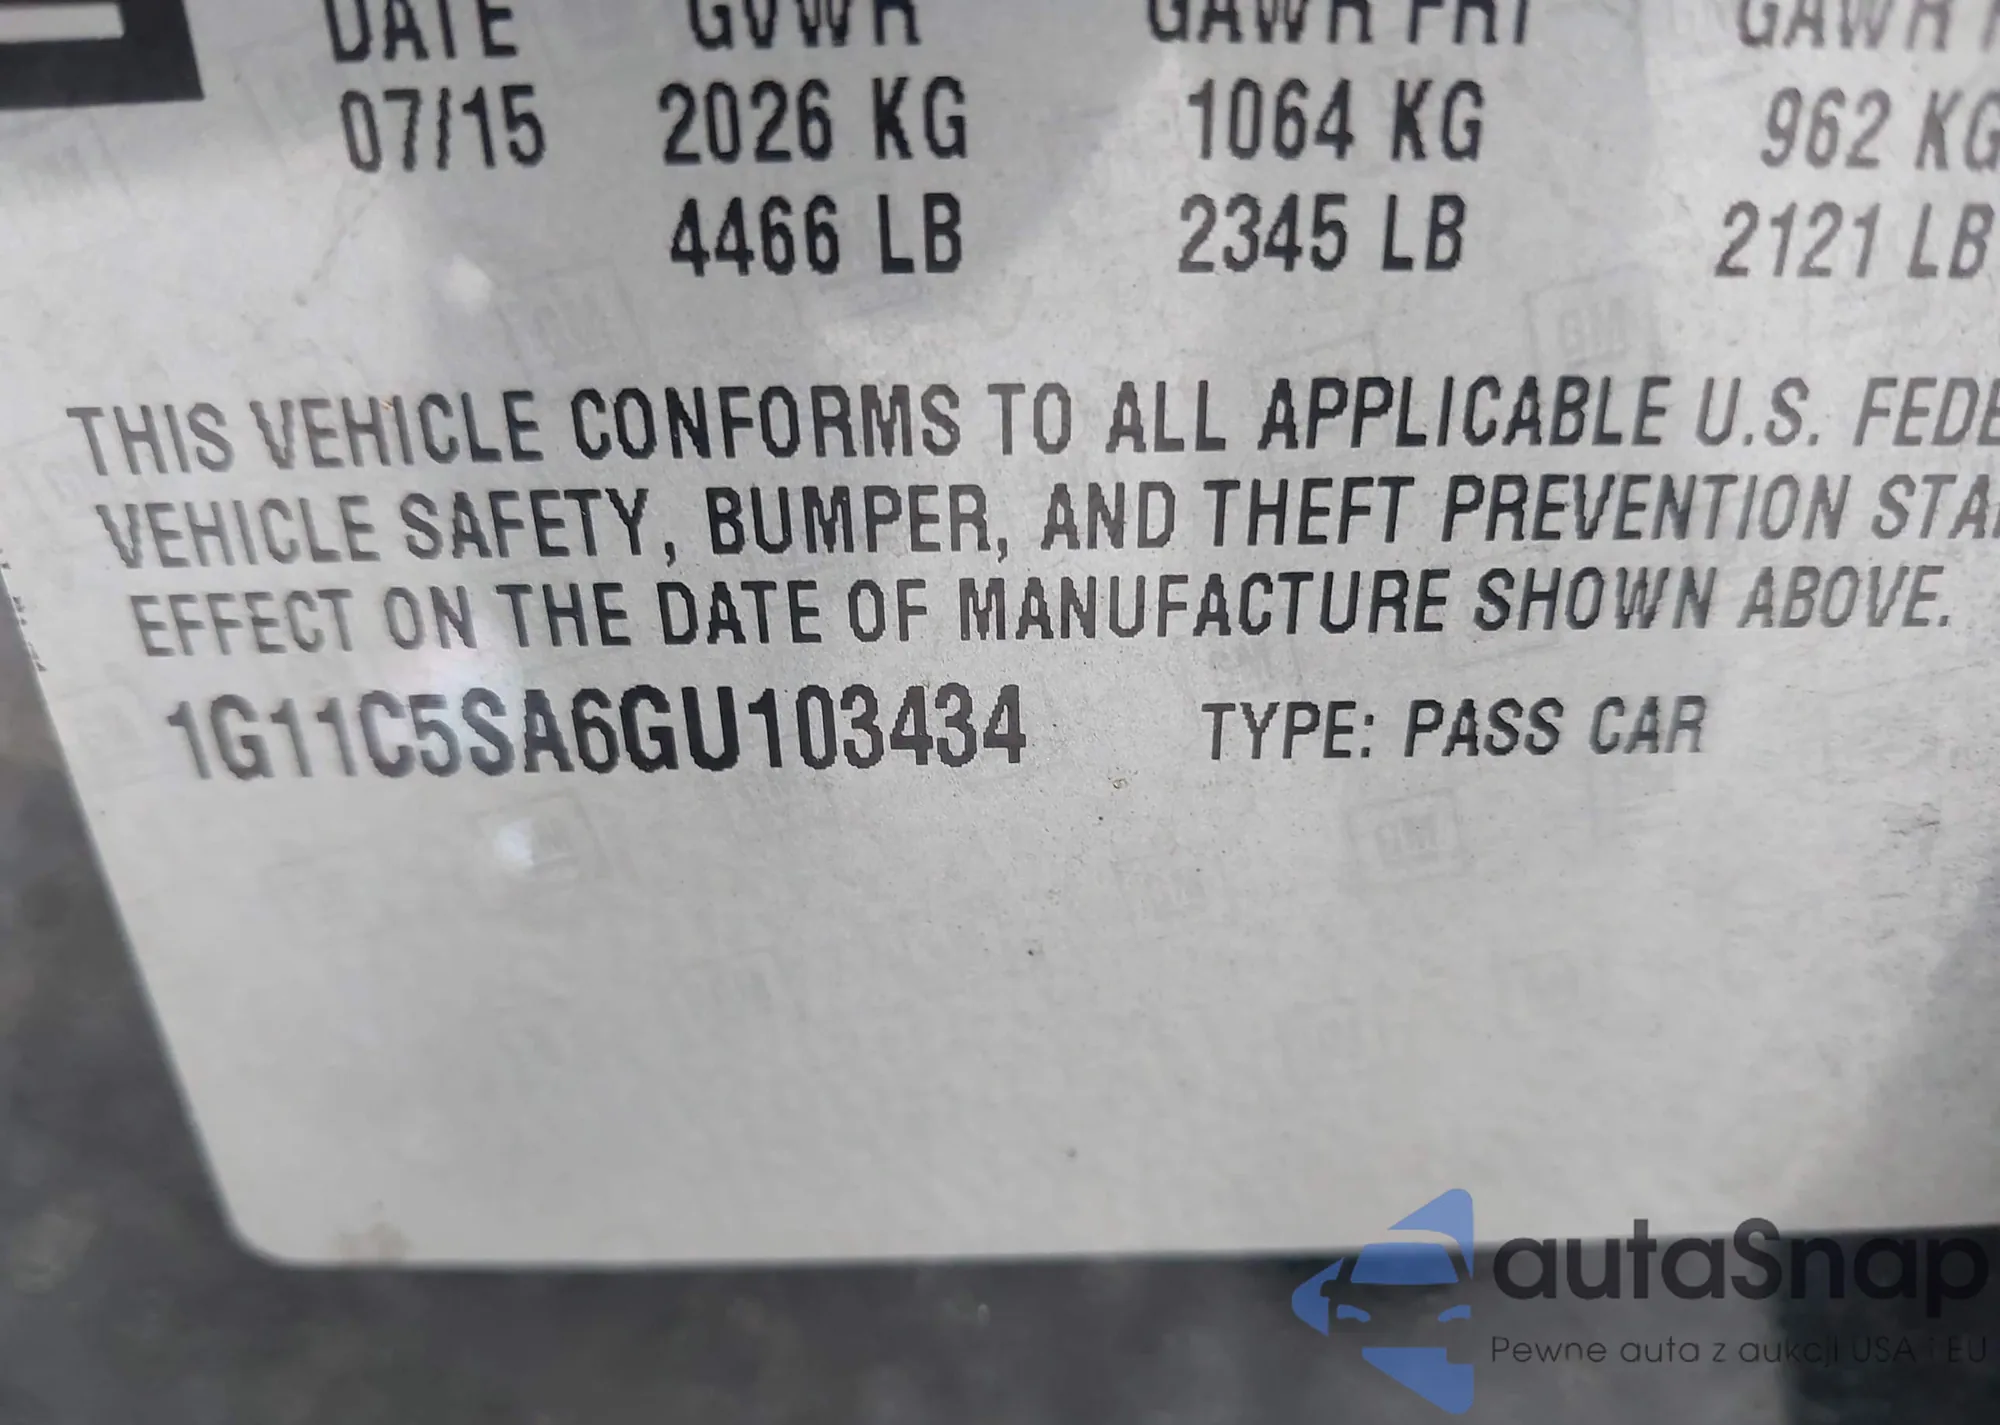 DATE GVWR GAWR FRT GAWR
07/15 2026 KG 1064 KG 962 KG
4466 LB 2345 LB 2121 LB
THIS VEHICLE CONFORMS TO ALL APPLICABLE U.S. FEDE
VEHICLE SAFETY, BUMPER, AND THEFT PREVENTION STA
EFFECT ON THE DATE OF MANUFACTURE SHOWN ABOVE.
1G11C5SA6GU103434 TYPE: PASS CAR
autaSnap
Pewne auta z aukcji USA i EU